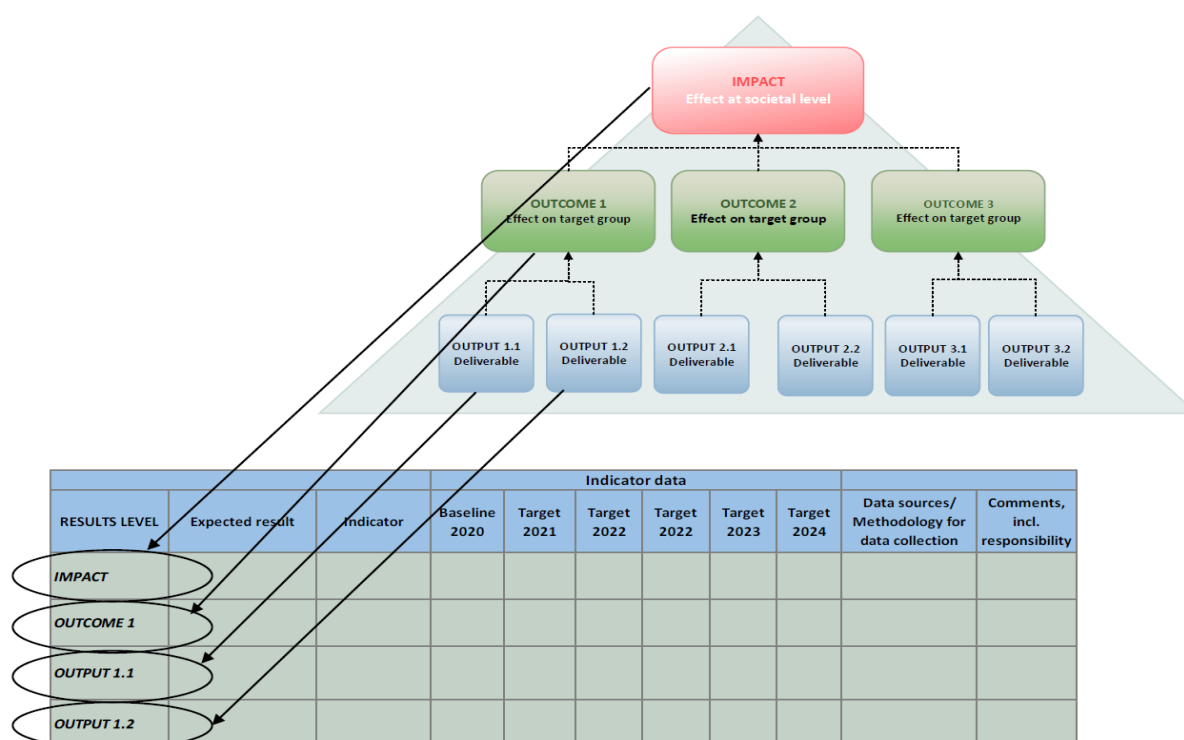 IMPACT
Effect at societal level
OUTCOME 1
Effect on target group
OUTCOME 2
Effect on target group
OUTCOME 3
Effect on target group
OUTPUT 1.1
Deliverable
OUTPUT 1.2
Deliverable
OUTPUT 2.1
Deliverable
OUTPUT 2.2
Deliverable
OUTPUT 3.1
Deliverable
OUTPUT 3.2
Deliverable
Indicator data
RESULTS LEVEL
Expected result
Indicator
Baseline
2020
Target
2021
Target
2022
Target
2022
Target
2023
Target
2024
Data sources/
Methodology for
data collection
Comments,
incl.
responsibility
IMPACT
OUTCOME 1
OUTPUT 1.1
OUTPUT 1.2